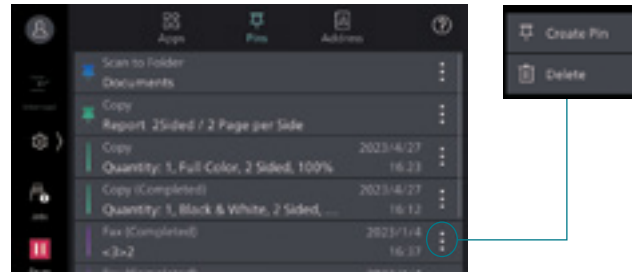 Apps
Pins
Address
Scan to Folder
Documents
Copy
Report 2Sided / 2 Page per Side
Copy
2023/4/27
Quantity: 1, Full Color, 2 Sided, 100%
16:23
Copy (Completed)
2023/4/27
Quantity: 1, Black & White, 2 Sided, ...
16:12
Fax (Completed)
2023/1/4
<3>2
16:37
Create Pin
Delete